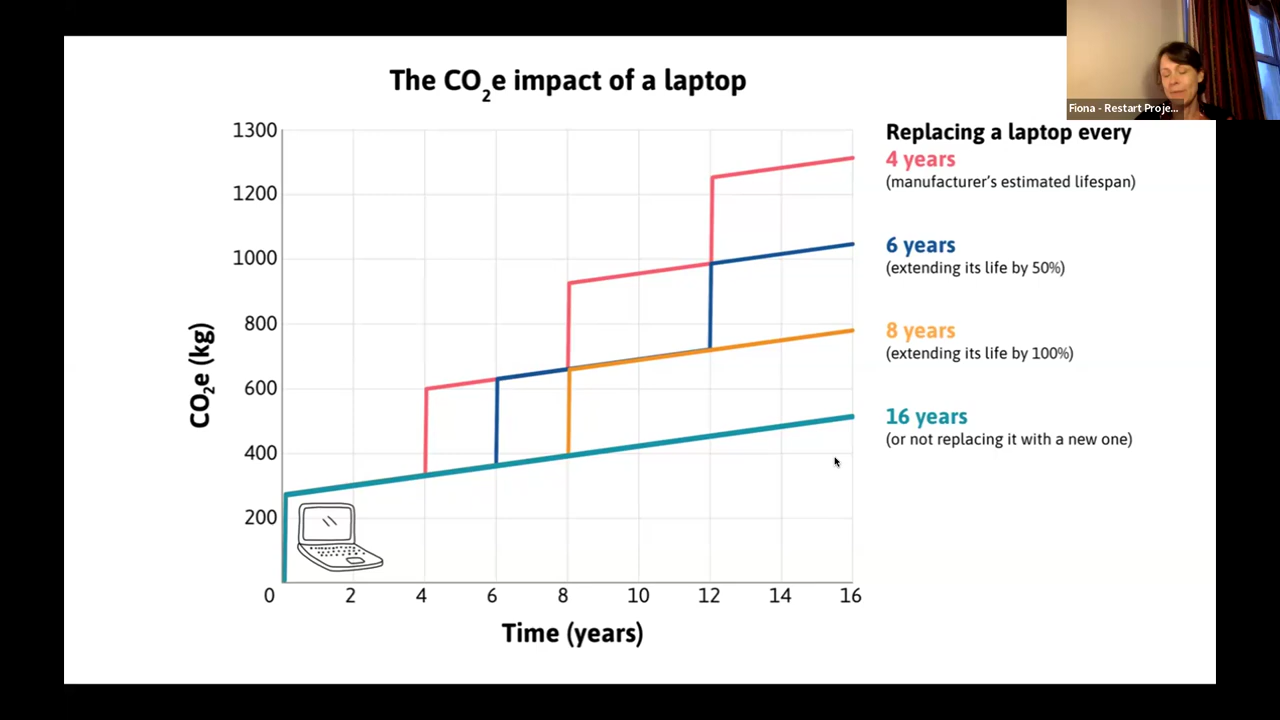 The CO₂e impact of a laptop
Fiona - Restart Proje...
Replacing a laptop every
4 years
(manufacturer's estimated lifespan)
6 years
(extending its life by 50%)
8 years
(extending its life by 100%)
16 years
(or not replacing it with a new one)
CO₂e (kg)
1300
1200
1000
800
600
400
200
0 2 4 6 8 10 12 14 16
Time (years)